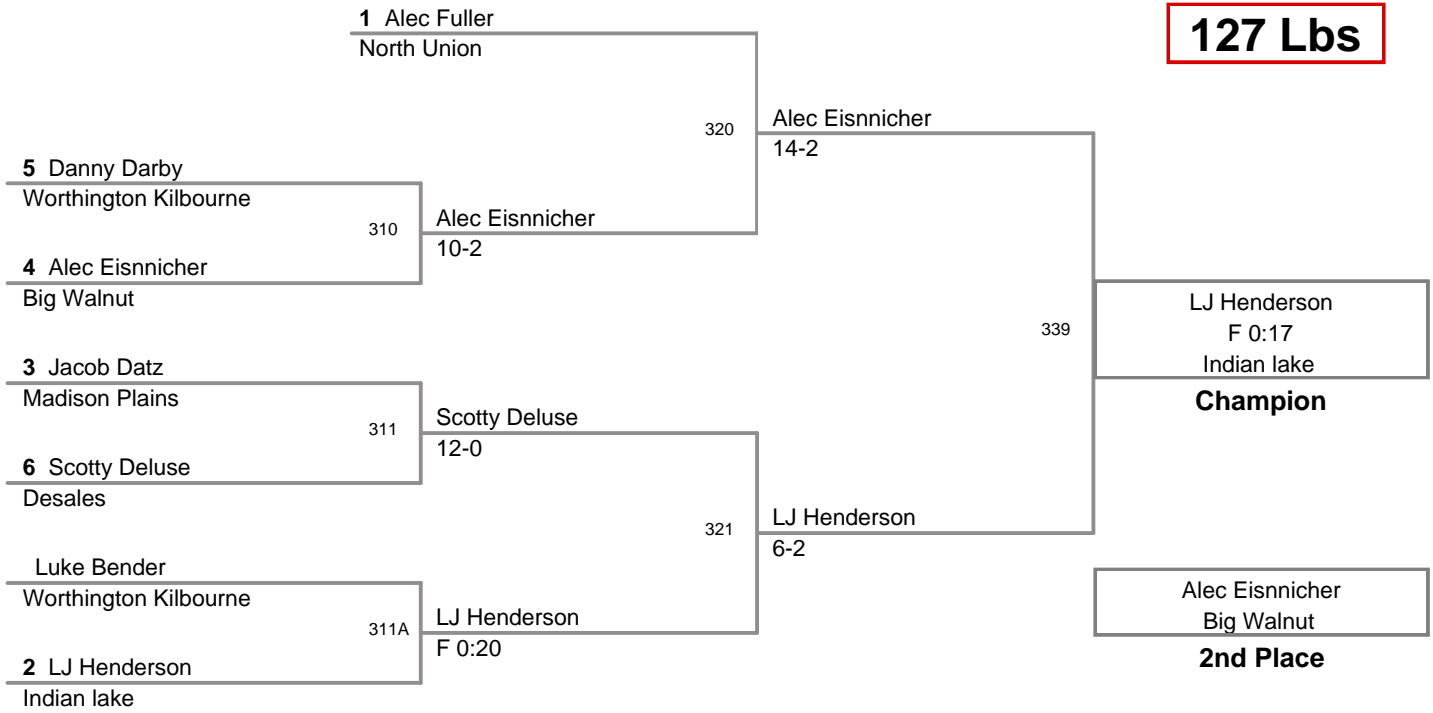 1 Alec Fuller
North Union
127 Lbs
320
Alec Eisnnicher
14-2
5 Danny Darby
Worthington Kilbourne
310
Alec Eisnnicher
10-2
4 Alec Eisnnicher
Big Walnut
339
LJ Henderson
F 0:17
Indian lake
Champion
3 Jacob Datz
Madison Plains
311
Scotty Deluse
12-0
6 Scotty Deluse
Desales
321
LJ Henderson
6-2
Luke Bender
Worthington Kilbourne
311A
LJ Henderson
F 0:20
2 LJ Henderson
Indian lake
Alec Eisnnicher
Big Walnut
2nd Place